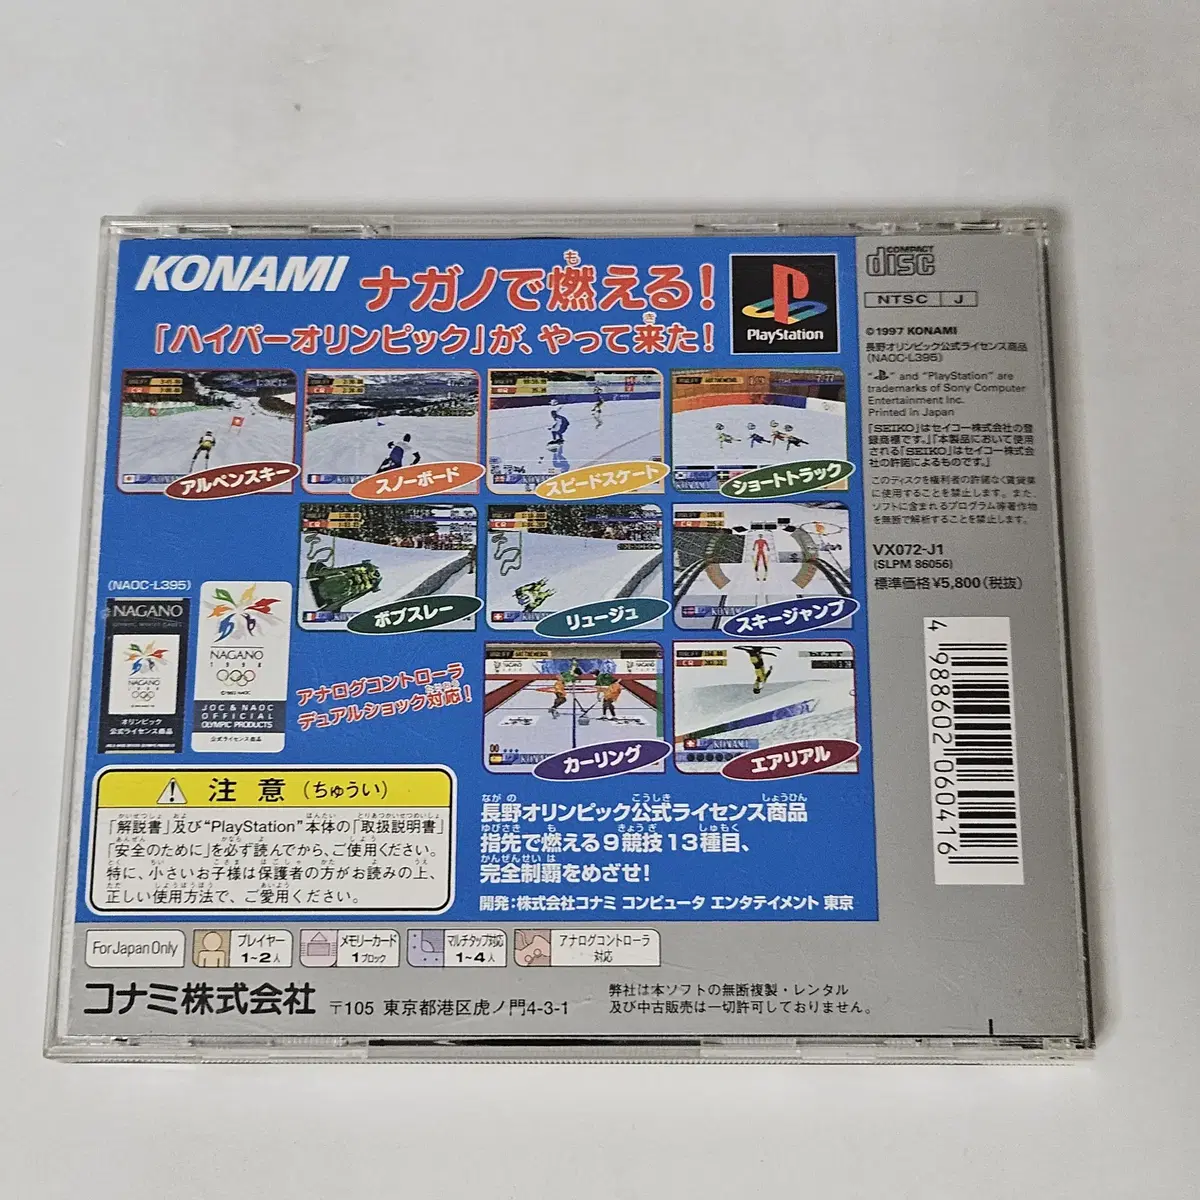 KONAMI
ナガノで燃える!
「ハイパーオリンピック」が、やって来た!
PlayStation
アルペンスキー
スノーボード
スピードスケート
ショートトラック
ボブスレー
リュージュ
スキージャンプ
カーリング
エアリアル
(NAOC-L395)
NAGANO
OLYMPIC WINTER GAMES
NAGANO
1998
オリンピック
公式ライセンス商品
NAGANO
1998
JOC & NAOC
OFFICIAL
OLYMPIC PRODUCTS
公式ライセンス商品
アナログコントローラ
デュアルショック対応!
注意(ちゅうい)
「解説書」及び“PlayStation”本体の「取扱説明書」
「安全のために」を必ず読んでから、ご使用ください。
特に、小さいお子様は保護者の方がお読みの上、
正しい使用方法で、ご愛用ください。
長野オリンピック公式ライセンス商品
指先で燃える9競技13種目、
完全制覇をめざせ!
開発:株式会社コナミ コンピュータ エンタテイメント 東京
For Japan Only
プレイヤー
1~2人
メモリーカード
1ブロック
マルチタップ対応
1~4人
アナログコントローラ
対応
コナミ株式会社 〒105 東京都港区虎ノ門4-3-1
弊社は本ソフトの無断複製・レンタル
及び中古販売は一切許可しておりません。
COMPACT
disc
NTSC J
©1997 KONAMI
長野オリンピック公式ライセンス商品
(NAOC-L395)
" " and "PlayStation" are
trademarks of Sony Computer
Entertainment Inc.
Printed in Japan
「SEIKO」はセイコー株式会社の登
録商標です。「本製品において使用
される「SEIKO」はセイコー株式会社
の許諾によるものです。」
このディスクを権利者の許諾なく賃貸業
に使用することを禁止します。また、
ソフトに含まれるプログラム等著作物
を無断で解析することを禁止します。
VX072-J1
(SLPM 86056)
標準価格¥5,800(税抜)
4 988602 060416